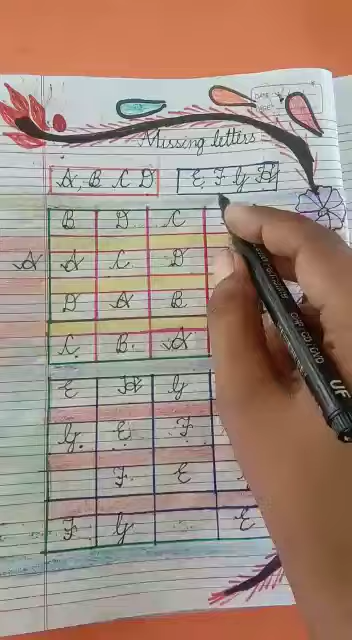 Missing letters
A, B C D E, F G H
B D C
A A C D
D A B
C B A
E H G
G E F
F E
F G E